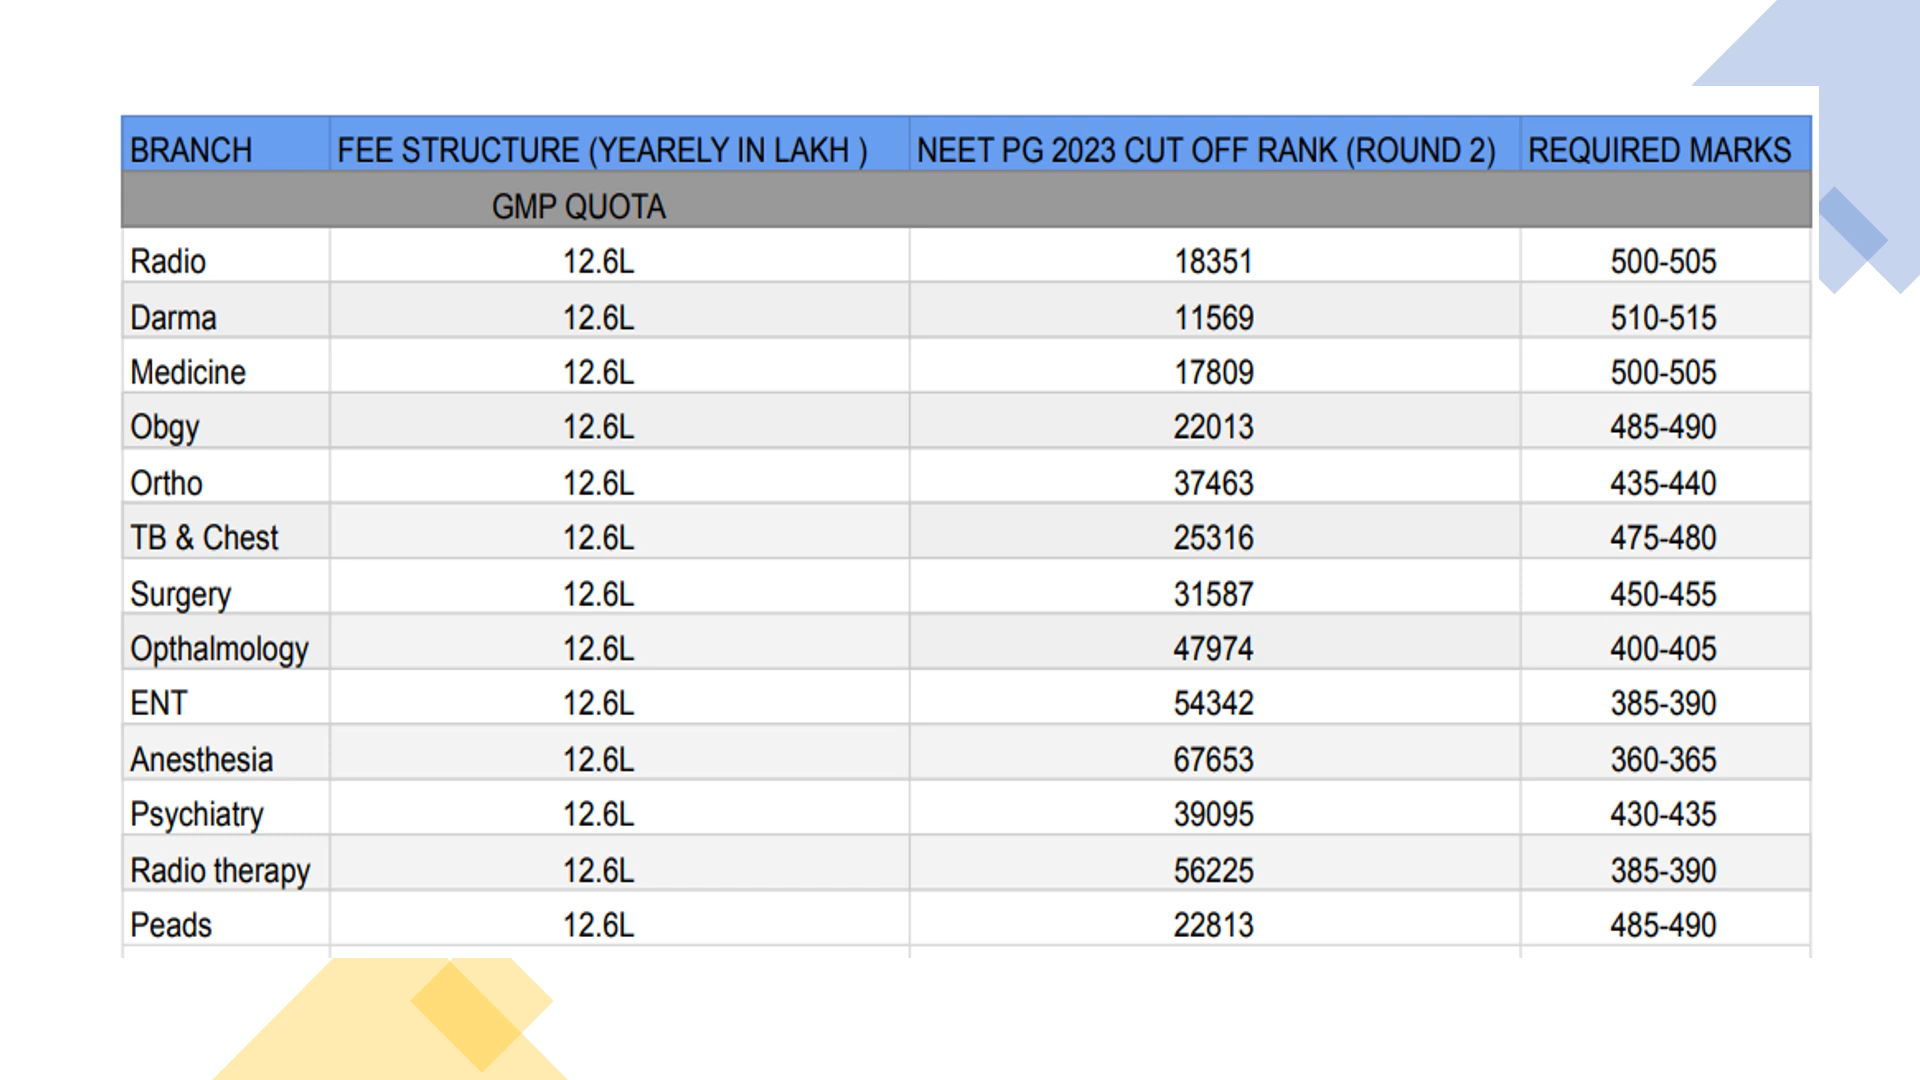 BRANCH FEE STRUCTURE (YEARELY IN LAKH ) NEET PG 2023 CUT OFF RANK (ROUND 2) REQUIRED MARKS
GMP QUOTA
Radio 12.6L 18351 500-505
Darma 12.6L 11569 510-515
Medicine 12.6L 17809 500-505
Obgy 12.6L 22013 485-490
Ortho 12.6L 37463 435-440
TB & Chest 12.6L 25316 475-480
Surgery 12.6L 31587 450-455
Opthalmology 12.6L 47974 400-405
ENT 12.6L 54342 385-390
Anesthesia 12.6L 67653 360-365
Psychiatry 12.6L 39095 430-435
Radio therapy 12.6L 56225 385-390
Peads 12.6L 22813 485-490